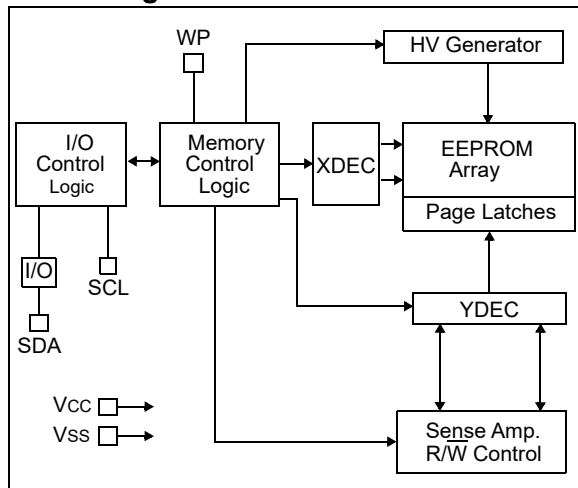 WP
HV Generator
I/O
Control
Logic
Memory
Control
Logic
XDEC
EEPROM
Array
Page Latches
I/O
SCL
SDA
YDEC
VCC
VSS
Sense Amp.
R/W̅ Control